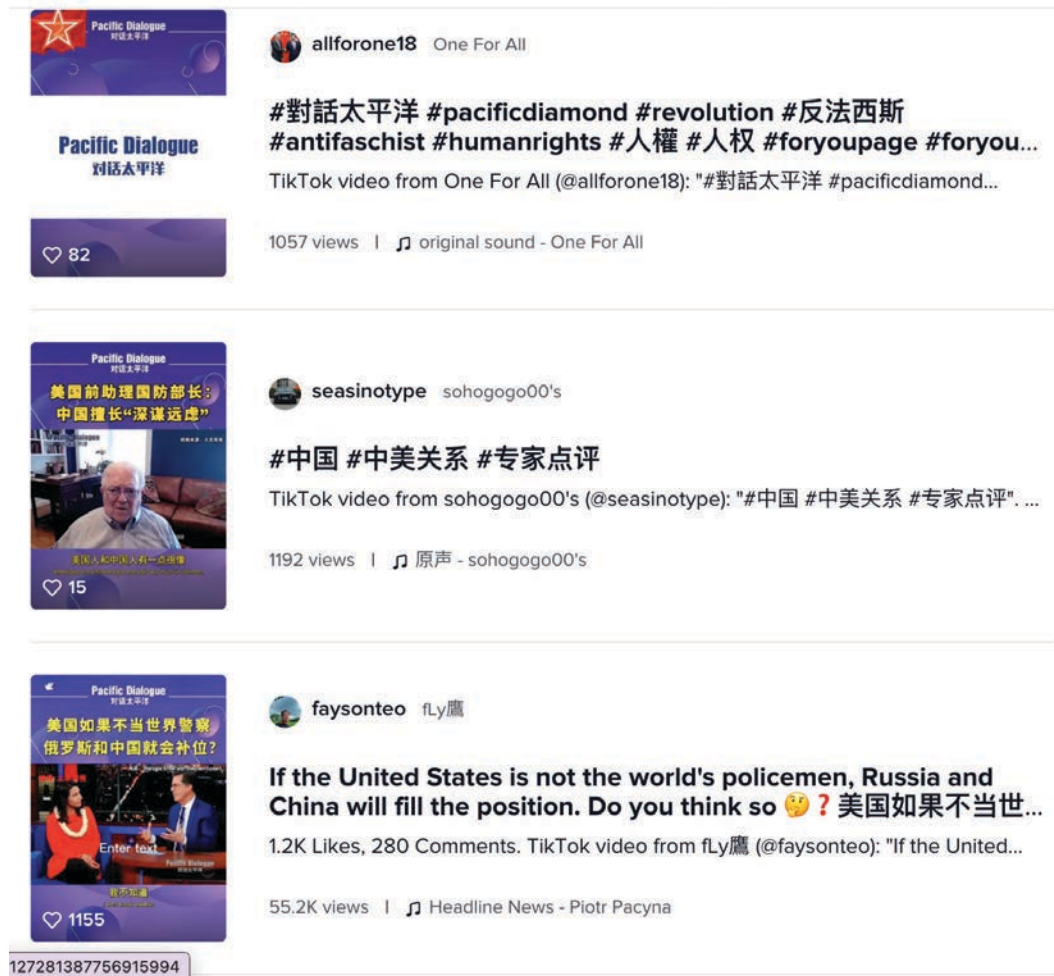 Pacific Dialogue
对话太平洋
Pacific Dialogue
对话太平洋
82
allforone18 One For All
#對話太平洋 #pacificdiamond #revolution #反法西斯
#antifaschist #humanrights #人權 #人权 #foryoupage #foryou...
TikTok video from One For All (@allforone18): "#對話太平洋 #pacificdiamond...
1057 views | original sound - One For All
Pacific Dialogue
对话太平洋
美国前助理国防部长：
中国擅长“深谋远虑”
美国人和中国人有一点很像
15
seasinotype sohogogo00's
#中国 #中美关系 #专家点评
TikTok video from sohogogo00's (@seasinotype): "#中国 #中美关系 #专家点评". ...
1192 views | 原声 - sohogogo00's
Pacific Dialogue
对话太平洋
美国如果不当世界警察
俄罗斯和中国就会补位?
Enter text
Pacific Dialogue
我不知道
1155
faysonteo fLy鷹
If the United States is not the world's policemen, Russia and
China will fill the position. Do you think so 🤔❓美国如果不当世...
1.2K Likes, 280 Comments. TikTok video from fLy鷹 (@faysonteo): "If the United...
55.2K views | Headline News - Piotr Pacyna
127281387756915994